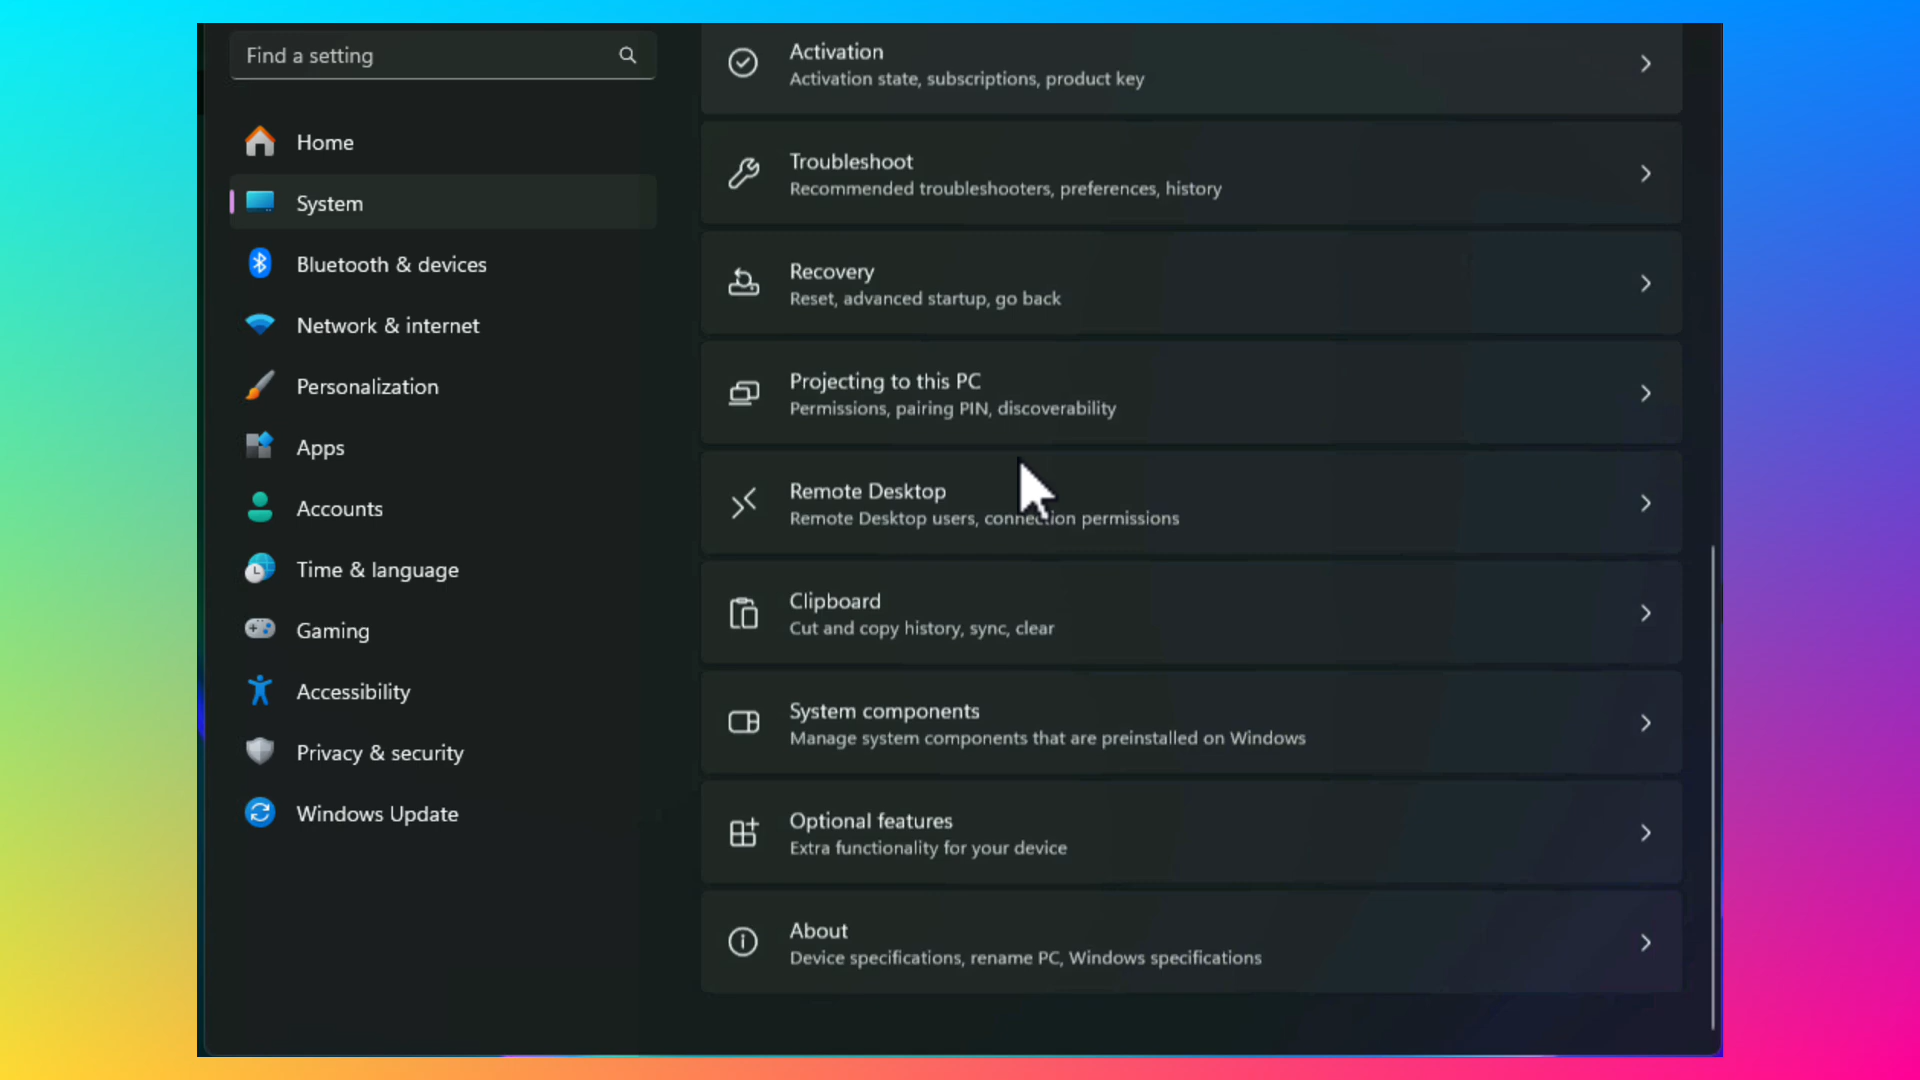 Find a setting
Home
System
Bluetooth & devices
Network & internet
Personalization
Apps
Accounts
Time & language
Gaming
Accessibility
Privacy & security
Windows Update
Activation
Activation state, subscriptions, product key
Troubleshoot
Recommended troubleshooters, preferences, history
Recovery
Reset, advanced startup, go back
Projecting to this PC
Permissions, pairing PIN, discoverability
Remote Desktop
Remote Desktop users, connection permissions
Clipboard
Cut and copy history, sync, clear
System components
Manage system components that are preinstalled on Windows
Optional features
Extra functionality for your device
About
Device specifications, rename PC, Windows specifications